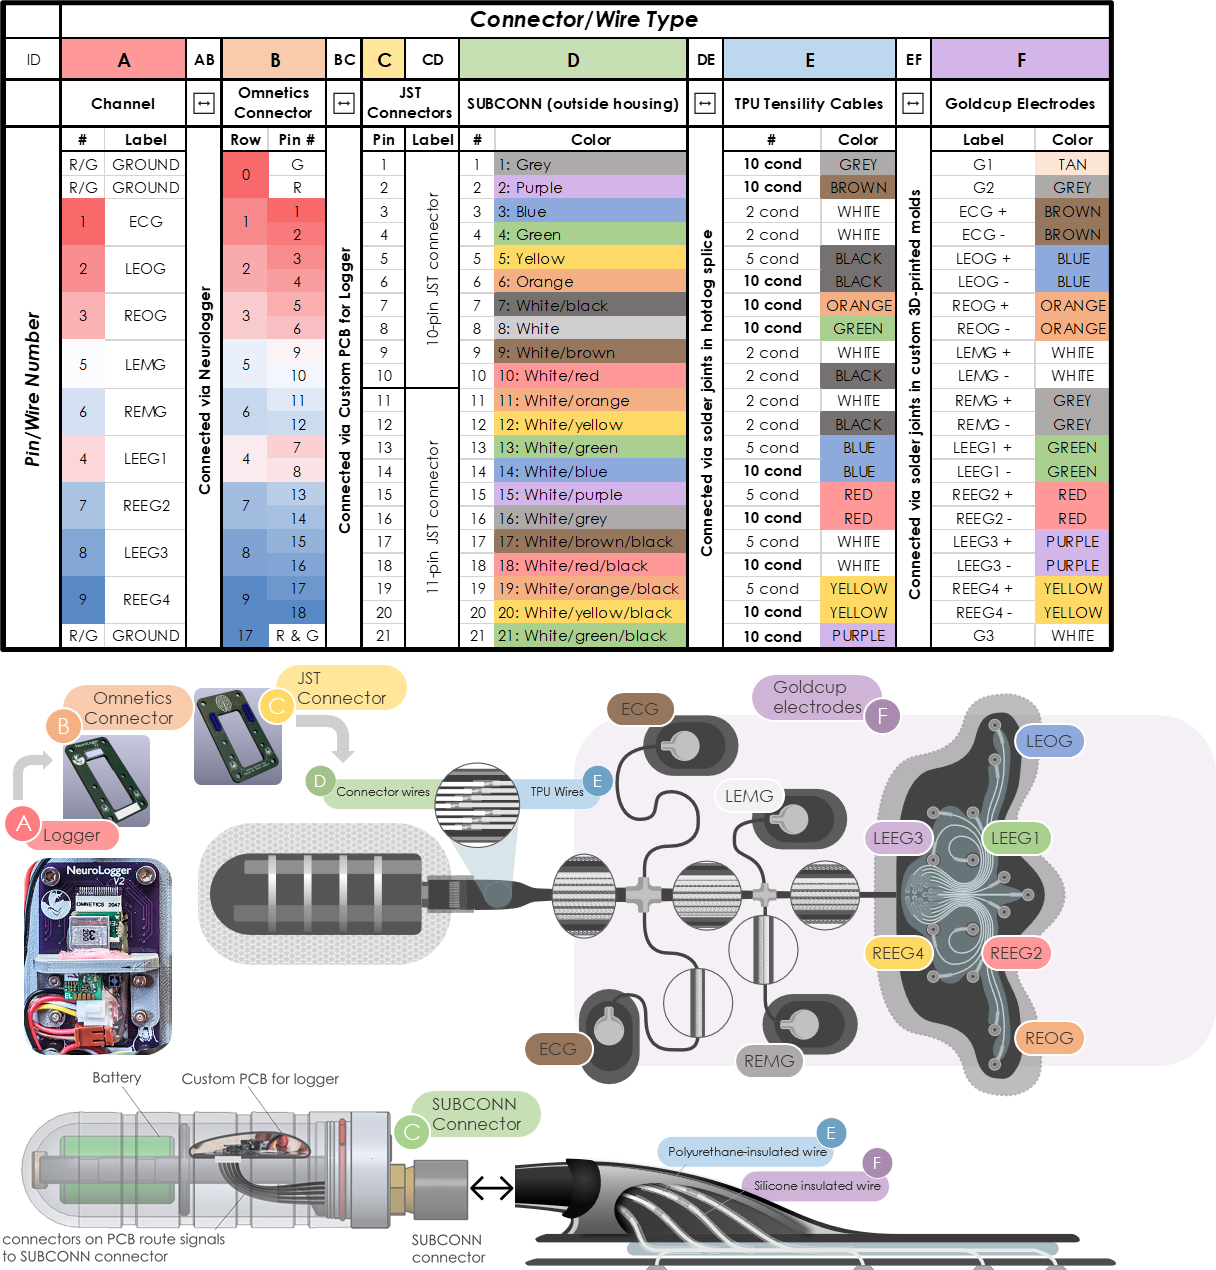 Connector/Wire Type
ID A AB B BC C CD D DE E EF F
Channel ↔ Omnetics Connector ↔ JST Connectors SUBCONN (outside housing) ↔ TPU Tensility Cables ↔ Goldcup Electrodes
# Label Row Pin # Pin Label # Color # Color Label Color
R/G GROUND 0 G 1 1 1: Grey 10 cond GREY G1 TAN
R/G GROUND R 2 2 2: Purple 10 cond BROWN G2 GREY
1 ECG 1 1 3 3 3: Blue 2 cond WHITE ECG + BROWN
2 4 4 4: Green 2 cond WHITE ECG - BROWN
2 LEOG 2 3 5 5 5: Yellow 5 cond BLACK LEOG + BLUE
4 6 6 6: Orange 10 cond BLACK LEOG - BLUE
3 REOG 3 5 7 7 7: White/black 10 cond ORANGE REOG + ORANGE
6 8 8 8: White 10 cond GREEN REOG - ORANGE
5 LEMG 5 9 9 9 9: White/brown 2 cond WHITE LEMG + WHITE
10 10 10 10: White/red 2 cond BLACK LEMG - WHITE
6 REMG 6 11 11 11 11: White/orange 2 cond WHITE REMG + GREY
12 12 12 12: White/yellow 2 cond BLACK REMG - GREY
4 LEEG1 4 7 13 13 13: White/green 5 cond BLUE LEEG1 + GREEN
8 14 14 14: White/blue 10 cond BLUE LEEG1 - GREEN
7 REEG2 7 13 15 15 15: White/purple 5 cond RED REEG2 + RED
14 16 16 16: White/grey 10 cond RED REEG2 - RED
8 LEEG3 8 15 17 17 17: White/brown/black 5 cond WHITE LEEG3 + PURPLE
16 18 18 18: White/red/black 10 cond WHITE LEEG3 - PURPLE
9 REEG4 9 17 19 19 19: White/orange/black 5 cond YELLOW REEG4 + YELLOW
18 20 20 20: White/yellow/black 10 cond YELLOW REEG4 - YELLOW
R/G GROUND 17 R & G 21 21 21: White/green/black 10 cond PURPLE G3 WHITE
Pin/Wire Number
Connected via Neurologger
Connected via Custom PCB for Logger
10-pin JST connector
11-pin JST connector
Connected via solder joints in hotdog splice
Connected via solder joints in custom 3D-printed molds
JST
Connector
C
Omnetics
Connector
B
Goldcup
electrodes
F
ECG
LEOG
D
Connector wires
TPU Wires
E
LEMG
A
Logger
LEEG3
LEEG1
NeuroLogger
V2
OMNETICS 2047
REEG4
REEG2
REOG
ECG
REMG
Battery
Custom PCB for logger
SUBCONN
Connector
C
E
Polyurethane-insulated wire
F
Silicone insulated wire
connectors on PCB route signals
to SUBCONN connector
SUBCONN
connector